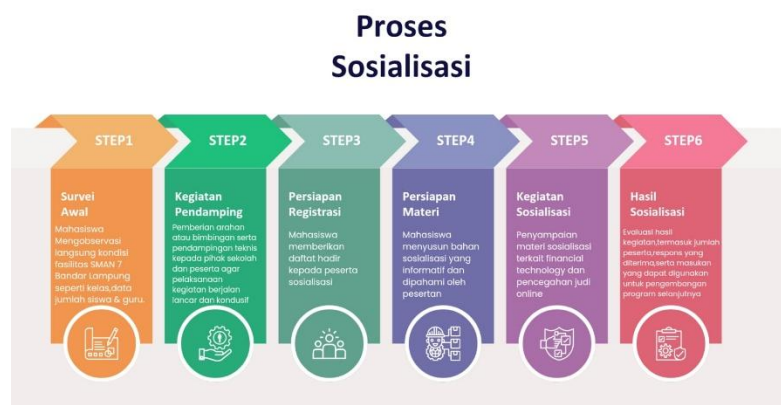 Proses
Sosialisasi
STEP1
STEP2
STEP3
STEP4
STEP5
STEP6
Survei
Awal
Mahasiswa
Mengobservasi
langsung kondisi
fasilitas SMAN 7
Bandar Lampung
seperti kelas,data
jumlah siswa & guru.
Kegiatan
Pendamping
Pemberian arahan
atau bimbingan serta
pendampingan teknis
kepada pihak sekolah
dan peserta agar
pelaksanaan
kegiatan berjalan
lancar dan kondusif
Persiapan
Registrasi
Mahasiswa
memberikan
daftat hadir
kepada peserta
sosialisasi
Persiapan
Materi
Mahasiswa
menyusun bahan
sosialisasi yang
informatif dan
dipahami oleh
pesertan
Kegiatan
Sosialisasi
Penyampaian
materi sosialisasi
terkait financial
technology dan
pencegahan judi
online
Hasil
Sosialisasi
Evaluasi hasil
kegiatan,termasuk jumlah
peserta,respons yang
diterima,serta masukan
yang dapat digunakan
untuk pengembangan
program selanjutnya